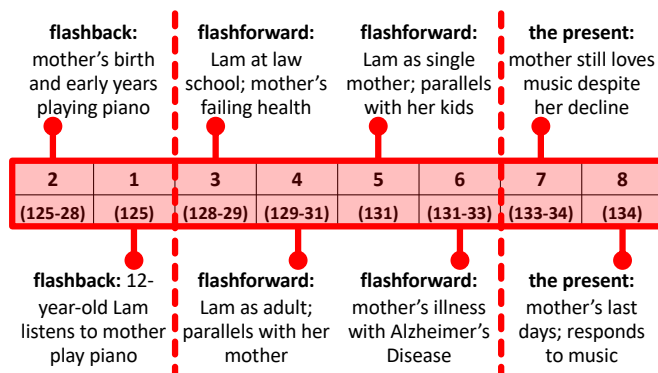 flashback:
mother's birth
and early years
playing piano
flashforward:
Lam at law
school; mother's
failing health
flashforward:
Lam as single
mother; parallels
with her kids
the present:
mother still loves
music despite
her decline
2 1 3 4 5 6 7 8
(125-28) (125) (128-29) (129-31) (131) (131-33) (133-34) (134)
flashback: 12-
year-old Lam
listens to mother
play piano
flashforward:
Lam as adult;
parallels with her
mother
flashforward:
mother's illness
with Alzheimer's
Disease
the present:
mother's last
days; responds
to music